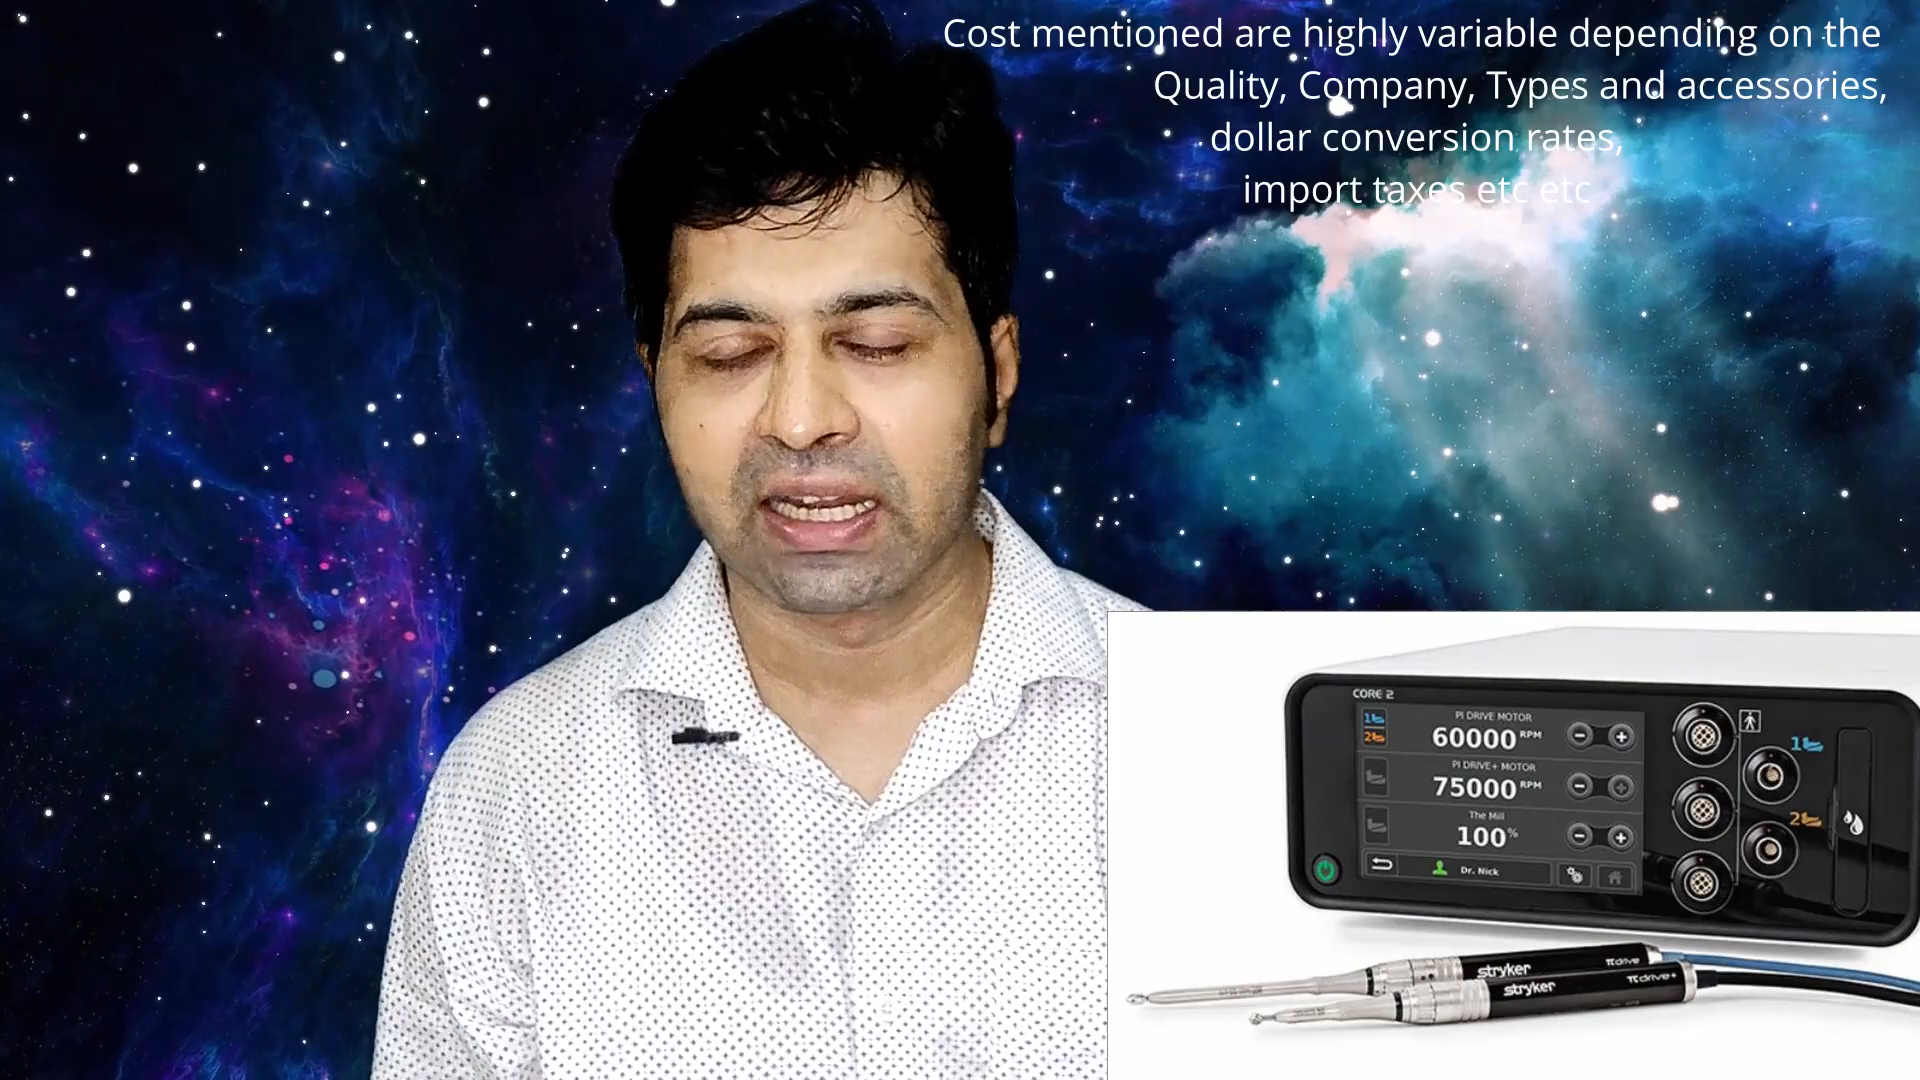 Cost mentioned are highly variable depending on the
Quality, Company, Types and accessories,
dollar conversion rates,
import taxes etc etc
CORE 2
1
2
PI DRIVE MOTOR
60000 RPM
PI DRIVE+ MOTOR
75000 RPM
The Mill
100%
Dr. Nick
1
2
stryker πdrive
stryker πdrive+